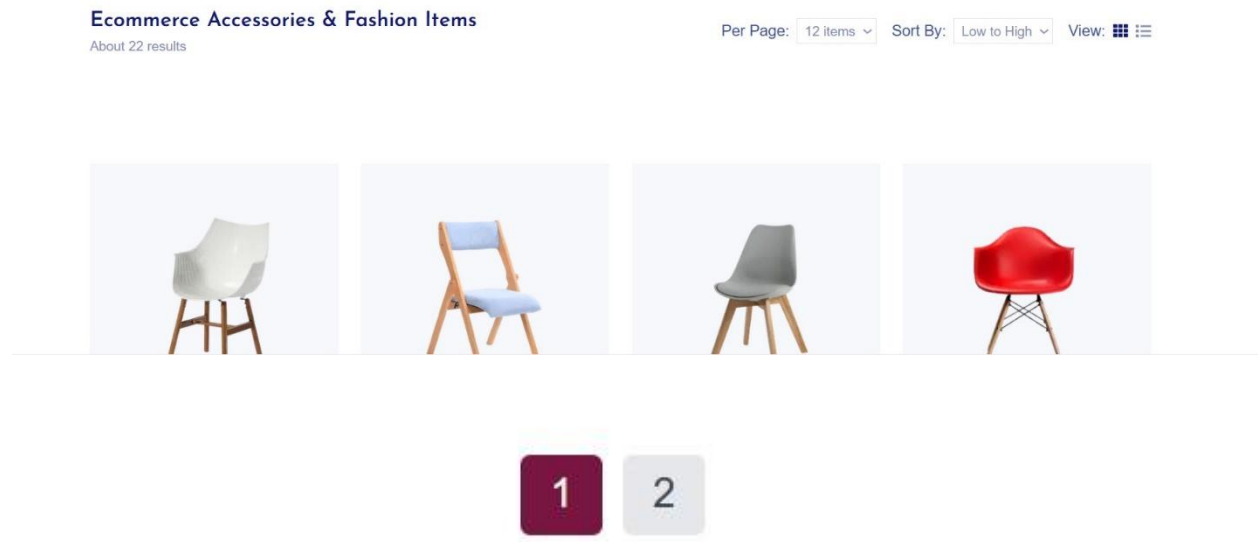 Ecommerce Accessories & Fashion Items
About 22 results
Per Page: 12 items Sort By: Low to High View:
1 2